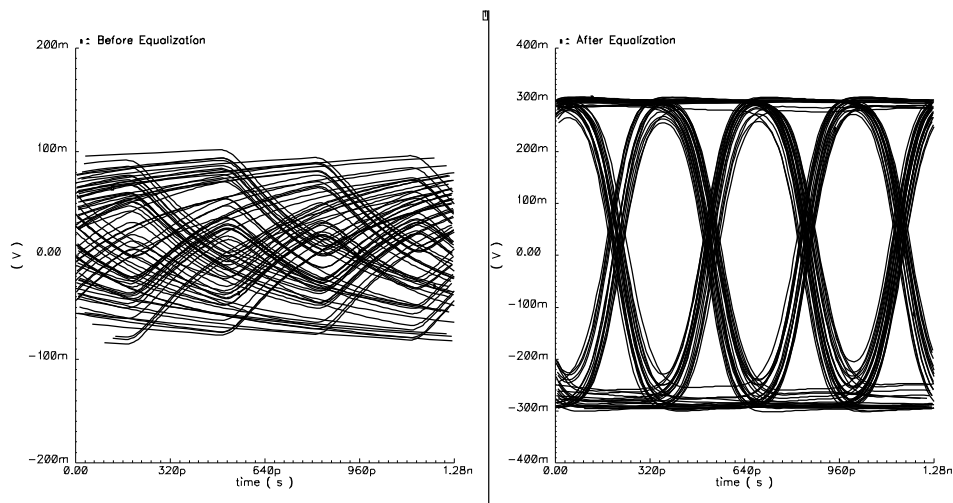 Before Equalization
200m
100m
0.00
-100m
-200m
( V )
0.00 320p 640p 960p 1.28n
time ( s )
After Equalization
400m
300m
200m
100m
0.00
-100m
-200m
-300m
-400m
( V )
0.00 320p 640p 960p 1.28n
time ( s )